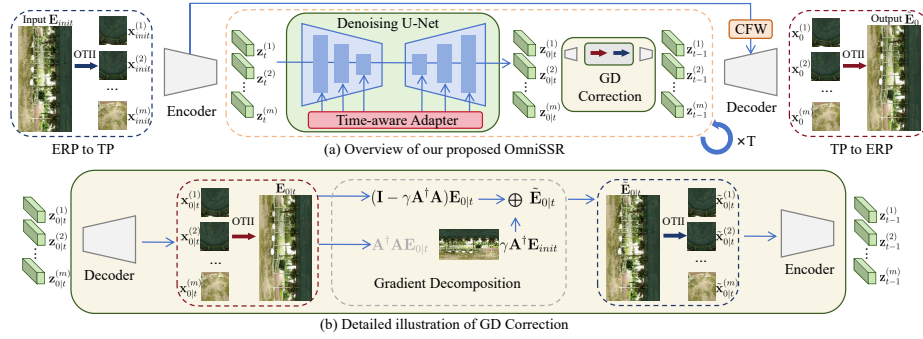 Input E_init
OTII
x_init^(1)
x_init^(2)
...
x_init^(m)
ERP to TP
Encoder
z_t^(1)
z_t^(2)
z_t^(m)
Denoising U-Net
Time-aware Adapter
z_0|t^(1)
z_0|t^(2)
z_0|t^(m)
GD
Correction
z_t-1^(1)
z_t-1^(2)
z_t-1^(m)
×T
CFW
Decoder
x_0^(1)
x_0^(2)
...
x_0^(m)
OTII
Output E_0
TP to ERP
(a) Overview of our proposed OmniSSR
z_0|t^(1)
z_0|t^(2)
z_0|t^(m)
Decoder
x_0|t^(1)
x_0|t^(2)
...
x_0|t^(m)
OTII
E_0|t
(I − γA†A)E_0|t
⊕ Ẽ_0|t
A†AE_0|t
γA†E_init
Gradient Decomposition
Ẽ_0|t
OTII
x̃_0|t^(1)
x̃_0|t^(2)
...
x̃_0|t^(m)
Encoder
z_t-1^(1)
z_t-1^(2)
z_t-1^(m)
(b) Detailed illustration of GD Correction